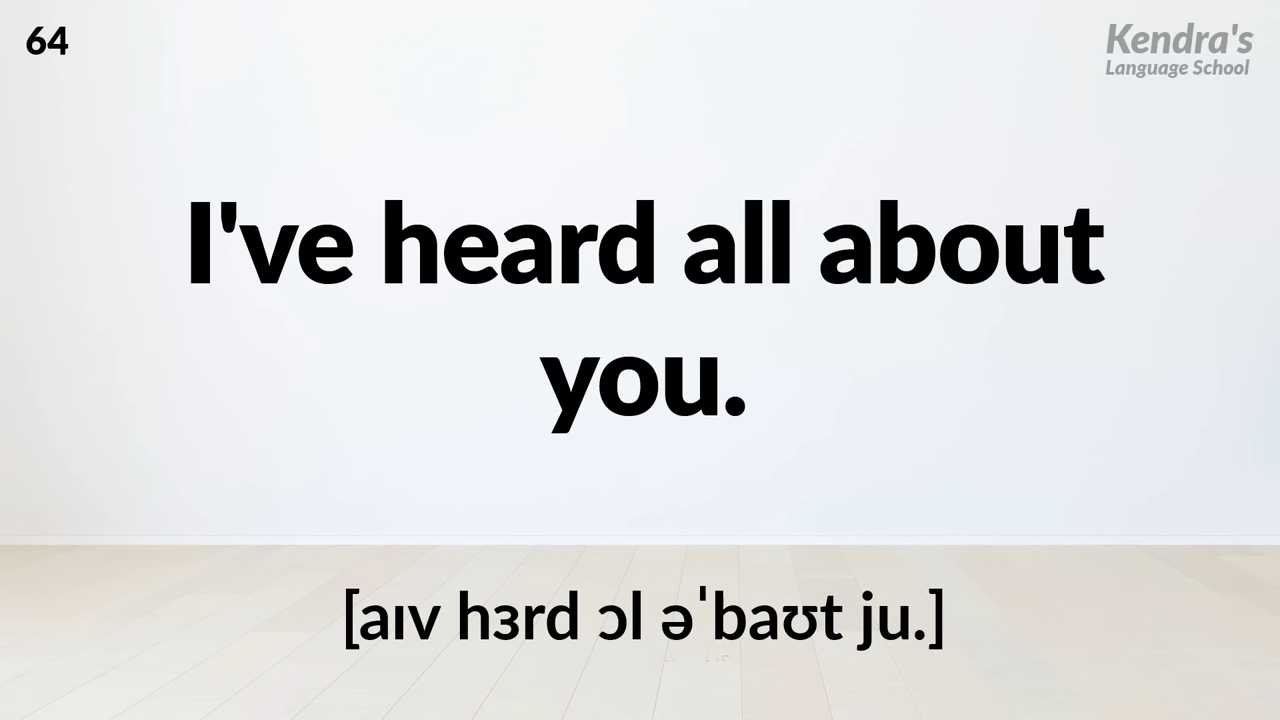 64
Kendra's
Language School
I've heard all about
you.
[aɪv hɜrd ɔl əˈbaʊt ju.]